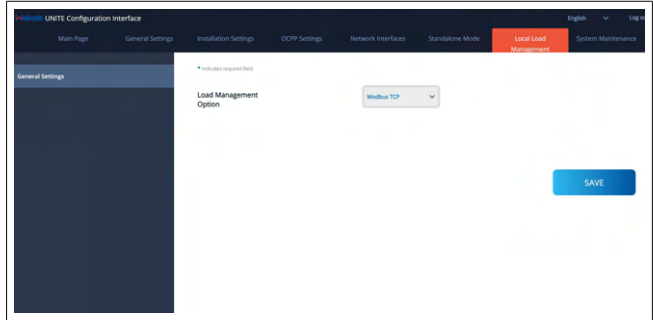 UNITE Configuration Interface
English
Log
Main Page
General Settings
Installation Settings
OCPP Settings
Network Interfaces
Standalone Mode
Local Load
Management
System Maintenance
General Settings
* Indicates required field
Load Management
Option
Modbus TCP
SAVE